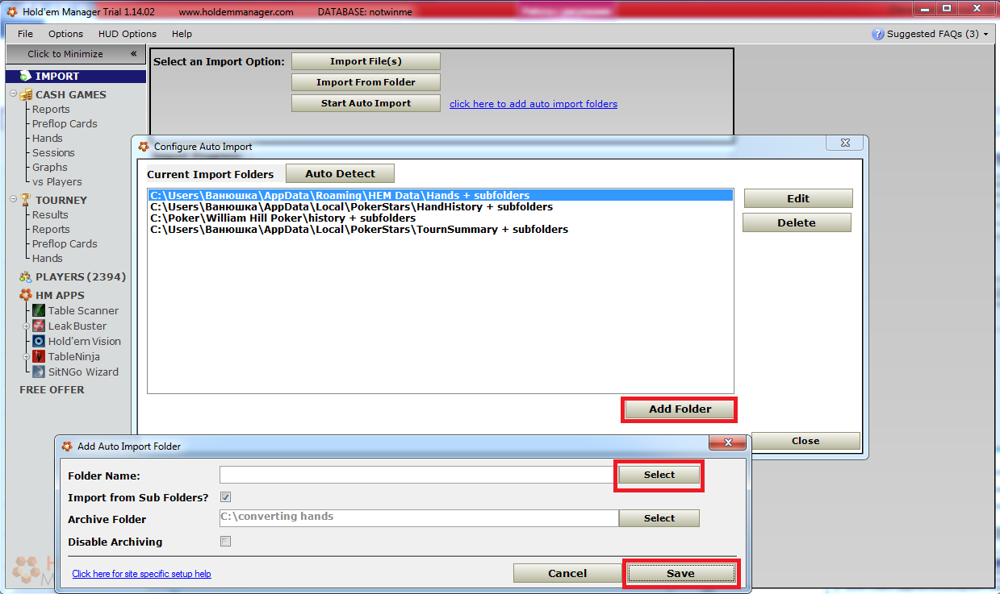 Hold'em Manager Trial 1.14.02 www.holdemmanager.com DATABASE: notwinme
File Options HUD Options Help Suggested FAQs (3)
Click to Minimize «
IMPORT
CASH GAMES
Reports
Preflop Cards
Hands
Sessions
Graphs
vs Players
TOURNEY
Results
Reports
Preflop Cards
Hands
PLAYERS (2394)
HM APPS
Table Scanner
Leak Buster
Hold'em Vision
TableNinja
SitNGo Wizard
FREE OFFER
Select an Import Option: Import File(s)
Import From Folder
Start Auto Import click here to add auto import folders
Configure Auto Import
Current Import Folders Auto Detect
C:\Users\Ванюшка\AppData\Roaming\HEM Data\Hands + subfolders
C:\Users\Ванюшка\AppData\Local\PokerStars\HandHistory + subfolders
C:\Poker\William Hill Poker\history + subfolders
C:\Users\Ванюшка\AppData\Local\PokerStars\TournSummary + subfolders
Edit
Delete
Add Folder
Close
Add Auto Import Folder
Folder Name: Select
Import from Sub Folders?
Archive Folder C:\converting hands Select
Disable Archiving
Click here for site specific setup help Cancel Save